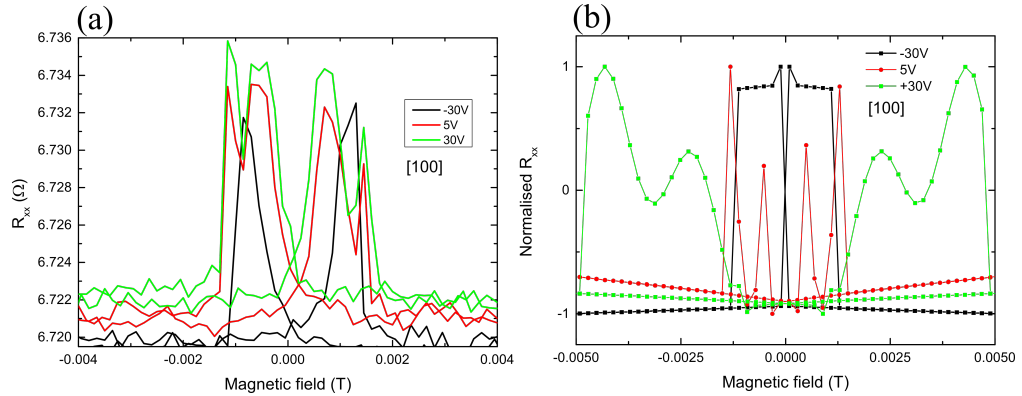 (a)
6.736
6.734
6.732
6.730
6.728
6.726
6.724
6.722
6.720
R_xx (Ω)
-30V
5V
30V
[100]
-0.004
-0.002
0.000
0.002
0.004
Magnetic field (T)
(b)
1
0
-1
Normalised R_xx
-30V
5V
+30V
[100]
-0.0050
-0.0025
0.0000
0.0025
0.0050
Magnetic field (T)